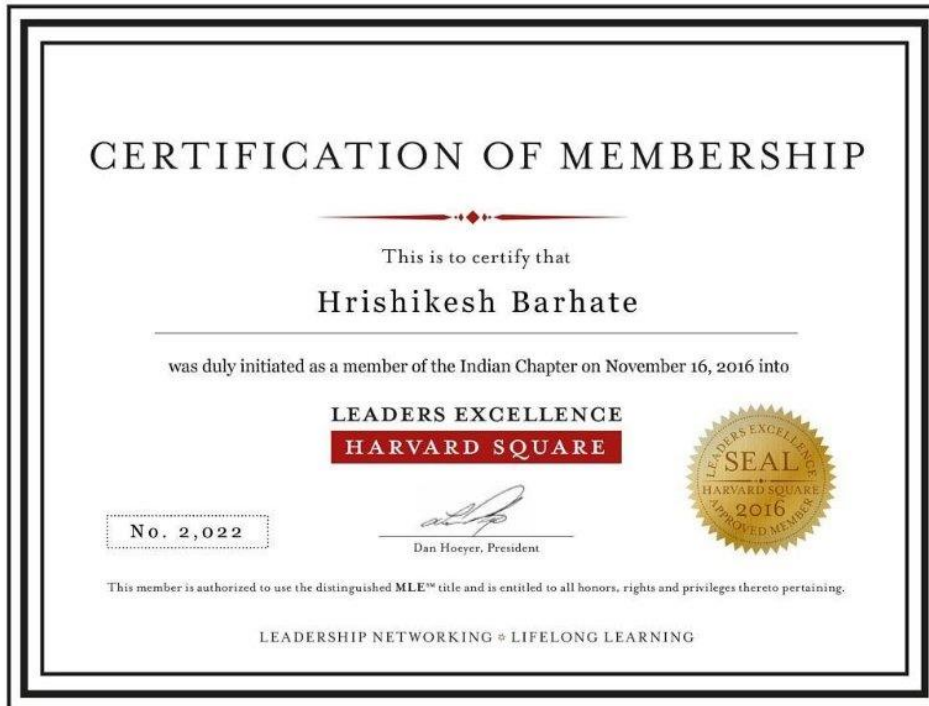 CERTIFICATION OF MEMBERSHIP
This is to certify that
Hrishikesh Barhate
was duly initiated as a member of the Indian Chapter on November 16, 2016 into
LEADERS EXCELLENCE
HARVARD SQUARE
LEADERS EXCELLENCE
SEAL
HARVARD SQUARE
2016
APPROVED MEMBER
No. 2,022
Dan Hoeyer, President
This member is authorized to use the distinguished MLE™ title and is entitled to all honors, rights and privileges thereto pertaining.
LEADERSHIP NETWORKING ¤ LIFELONG LEARNING